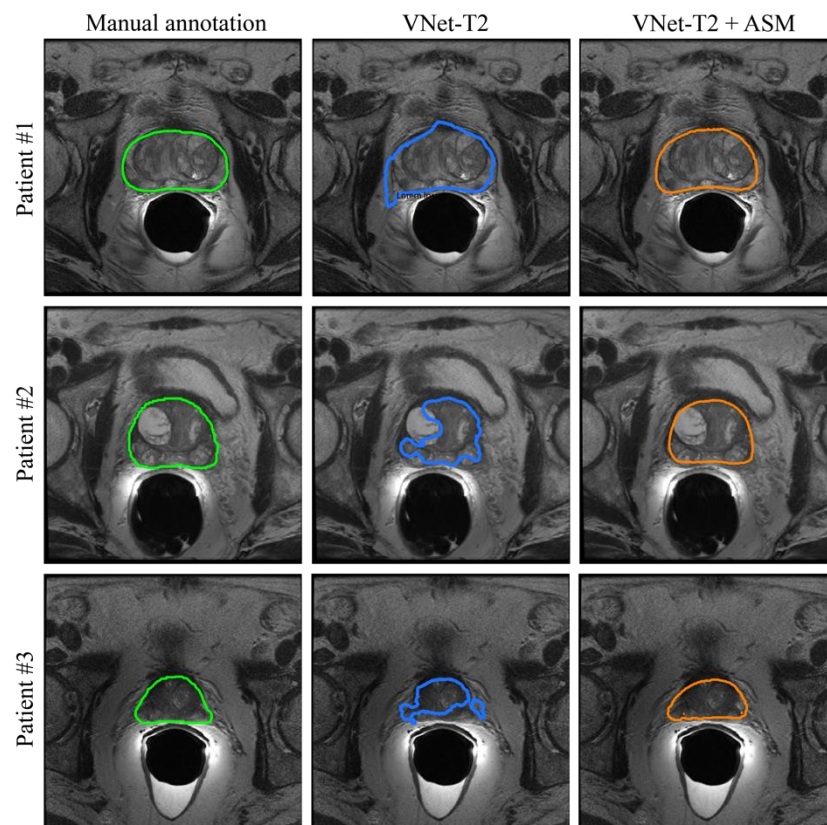 Manual annotation
VNet-T2
VNet-T2 + ASM
Patient #1
Patient #2
Patient #3